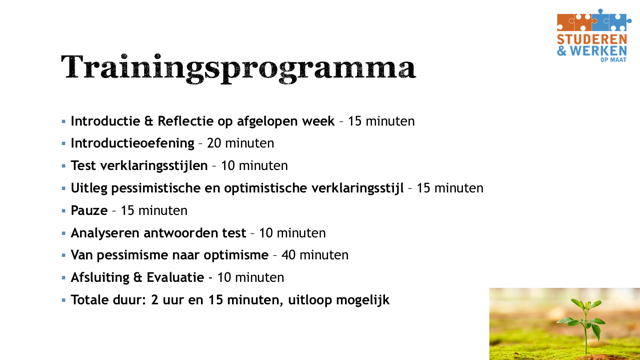 STUDEREN
& WERKEN
OP MAAT
Trainingsprogramma
▪ Introductie & Reflectie op afgelopen week – 15 minuten
▪ Introductieoefening – 20 minuten
▪ Test verklaringsstijlen – 10 minuten
▪ Uitleg pessimistische en optimistische verklaringsstijl – 15 minuten
▪ Pauze – 15 minuten
▪ Analyseren antwoorden test – 10 minuten
▪ Van pessimisme naar optimisme – 40 minuten
▪ Afsluiting & Evaluatie - 10 minuten
▪ Totale duur: 2 uur en 15 minuten, uitloop mogelijk